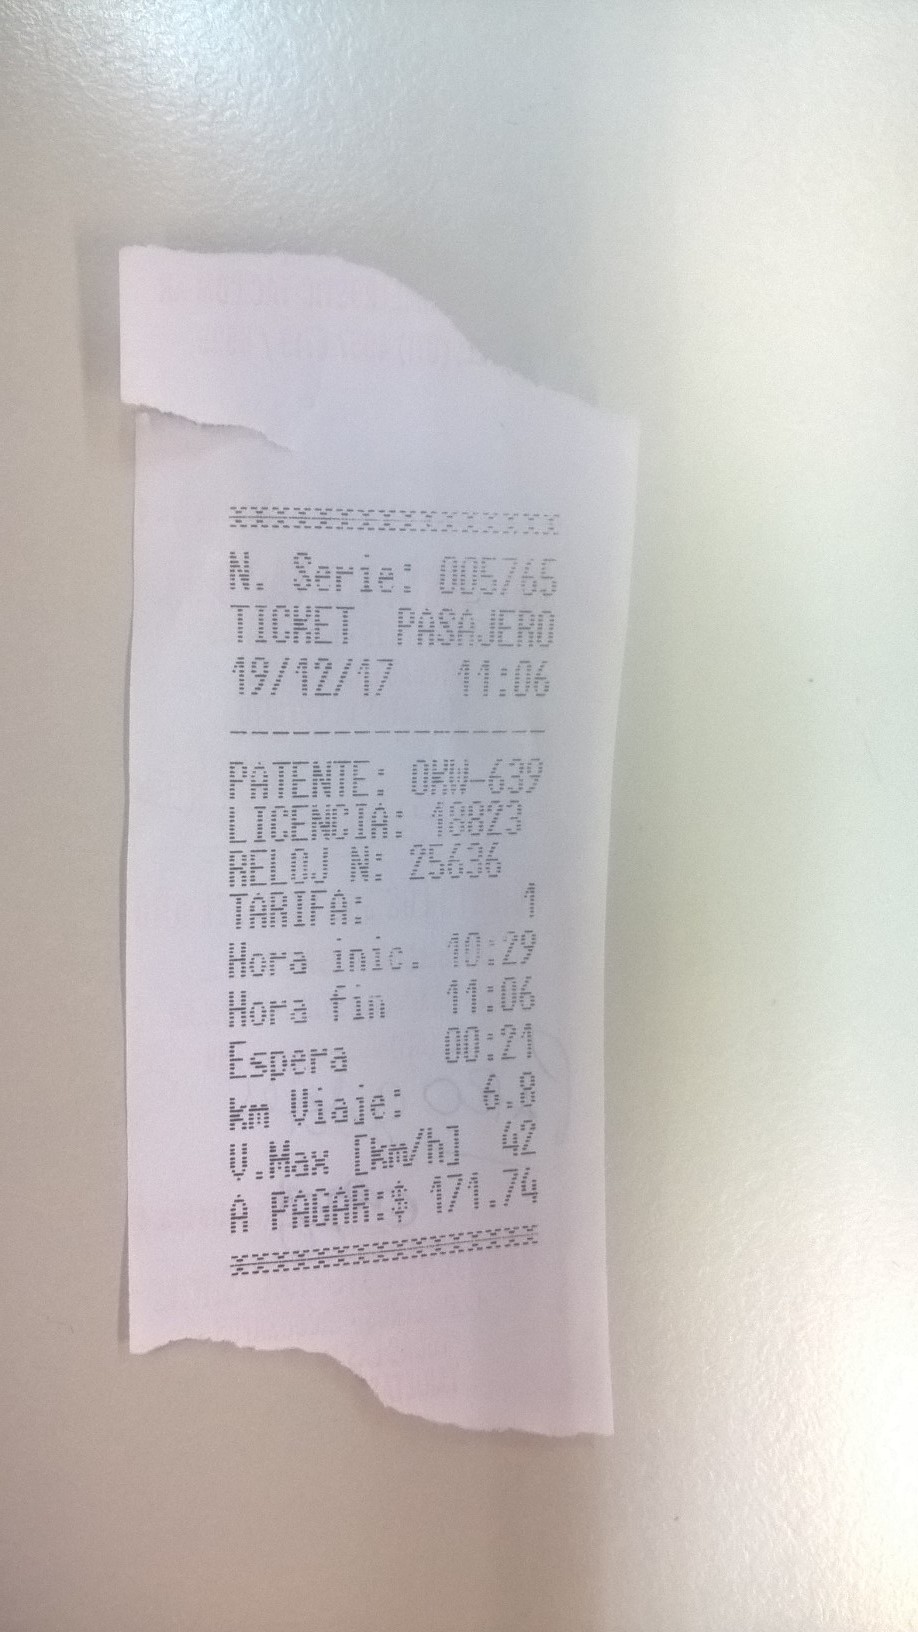 N. Serie: 005765
TICKET PASAJERO
19/12/17 11:06
PATENTE: OKW-639
LICENCIA: 18823
RELOJ N: 25636
TARIFA: 1
Hora inic. 10:29
Hora fin 11:06
Espera 00:21
km Viaje: 6.8
V.Max [km/h] 42
A PAGAR:$ 171.74